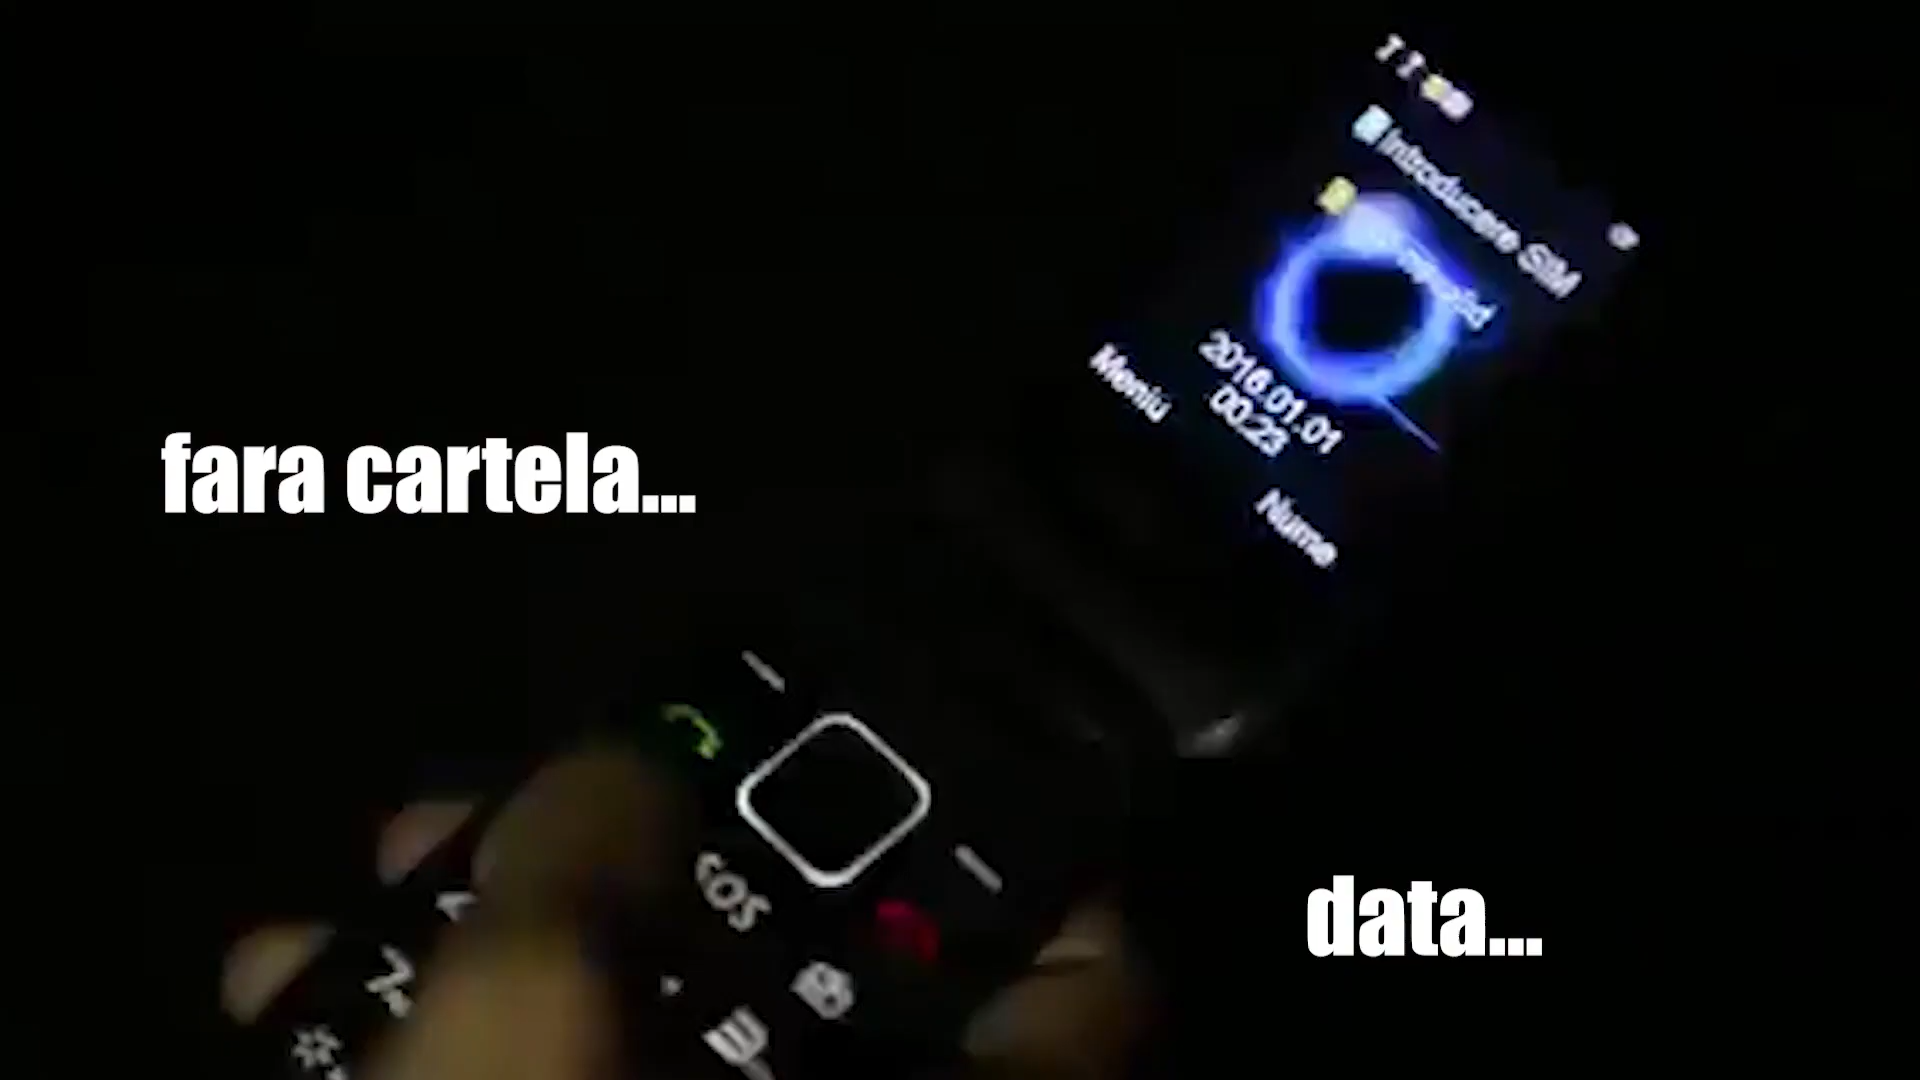 Introducere SIM
2016.01.01
00:23
Meniu
Nume
fara cartela...
data...
SOS